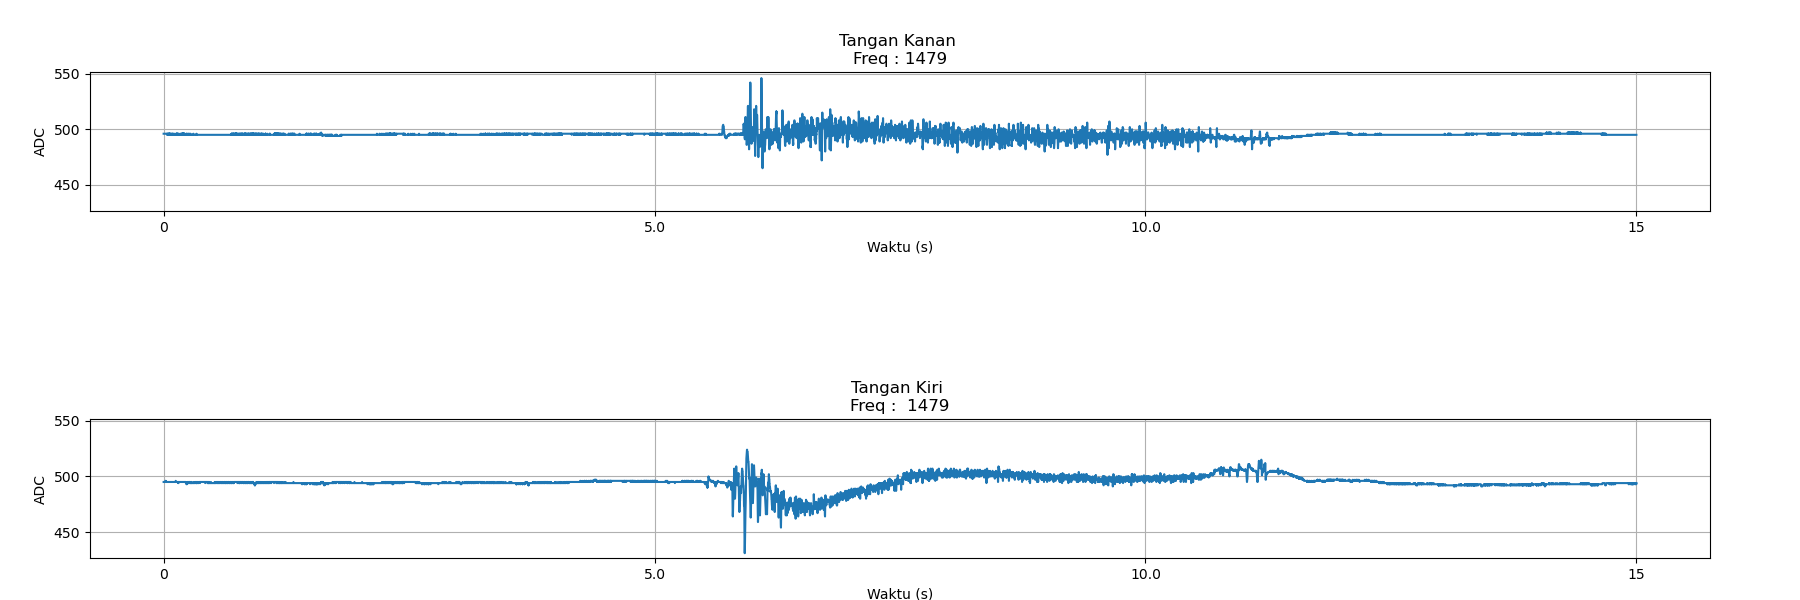 Tangan Kanan
Freq : 1479
550
500
450
ADC
0
5.0
10.0
15
Waktu (s)
Tangan Kiri
Freq :  1479
550
500
450
ADC
0
5.0
10.0
15
Waktu (s)